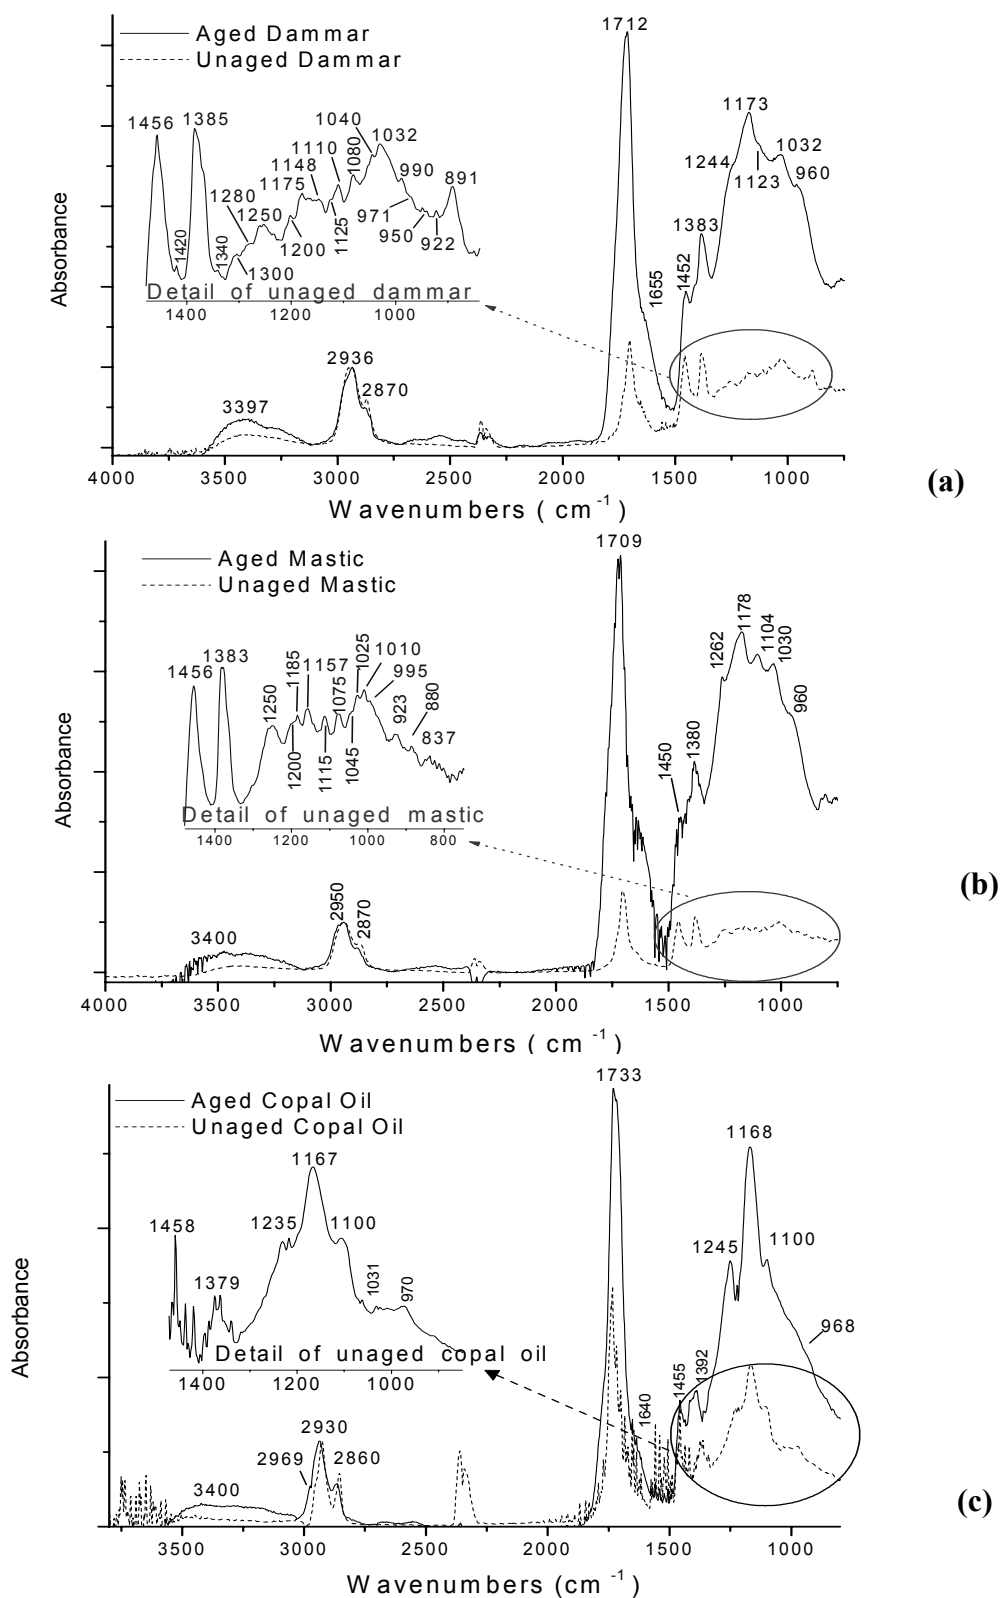 1712
Aged Dammar
Unaged Dammar
1173
1456 1385 1040 1032
1110 1080
1148 990 891
1175
1280
1250
1244 1032
1123 960
971
950 922
1420 1340 1200 1125
1300
1383
1655 1452
Detail of unaged dammar
1400 1200 1000
2936
2870
3397
Absorbance
4000 3500 3000 2500 2000 1500 1000
Wavenumbers ( cm -1 )
(a)
1709
Aged Mastic
Unaged Mastic
1178
1262 1104 1030
1456 1383 1185 1157 1025 1010
1250 1075 995
923 880
837
960
1200 1115 1045
1450 1380
Detail of unaged mastic
1400 1200 1000 800
2950 2870
3400
Absorbance
4000 3500 3000 2500 2000 1500 1000
Wavenumbers ( cm -1 )
(b)
1733
Aged Copal Oil
Unaged Copal Oil
1168
1167
1458 1235 1100
1379 1031 970
1245 1100
968
Detail of unaged copal oil
1400 1200 1000
1640 1455 1392
2930
2969 2860
3400
Absorbance
3500 3000 2500 2000 1500 1000
Wavenumbers (cm -1 )
(c)